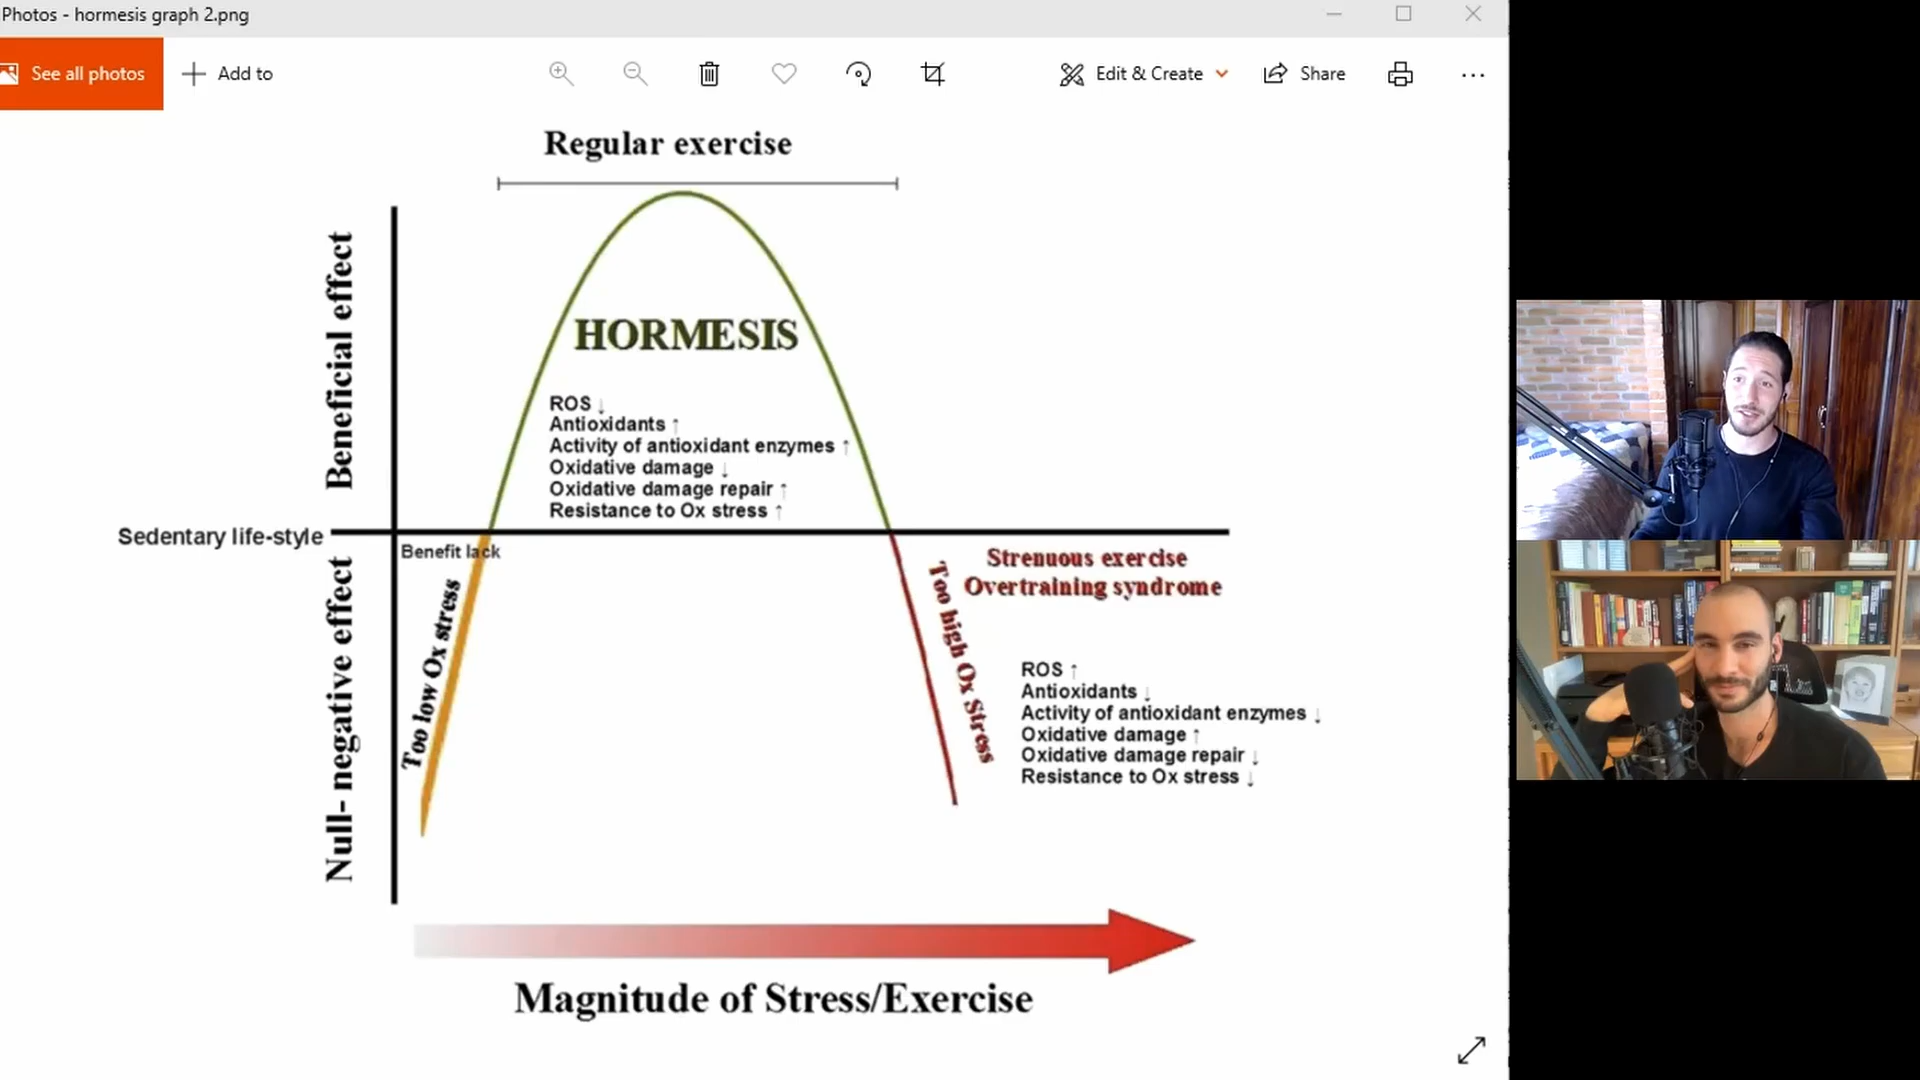 Photos - hormesis graph 2.png
See all photos
Add to
Edit & Create
Share
Regular exercise
Beneficial effect
HORMESIS
ROS ↓
Antioxidants ↑
Activity of antioxidant enzymes ↑
Oxidative damage ↓
Oxidative damage repair ↑
Resistance to Ox stress ↑
Sedentary life-style
Benefit lack
Null- negative effect
Too low Ox stress
Too high Ox Stress
Strenuous exercise
Overtraining syndrome
ROS ↑
Antioxidants ↓
Activity of antioxidant enzymes ↓
Oxidative damage ↑
Oxidative damage repair ↓
Resistance to Ox stress ↓
Magnitude of Stress/Exercise